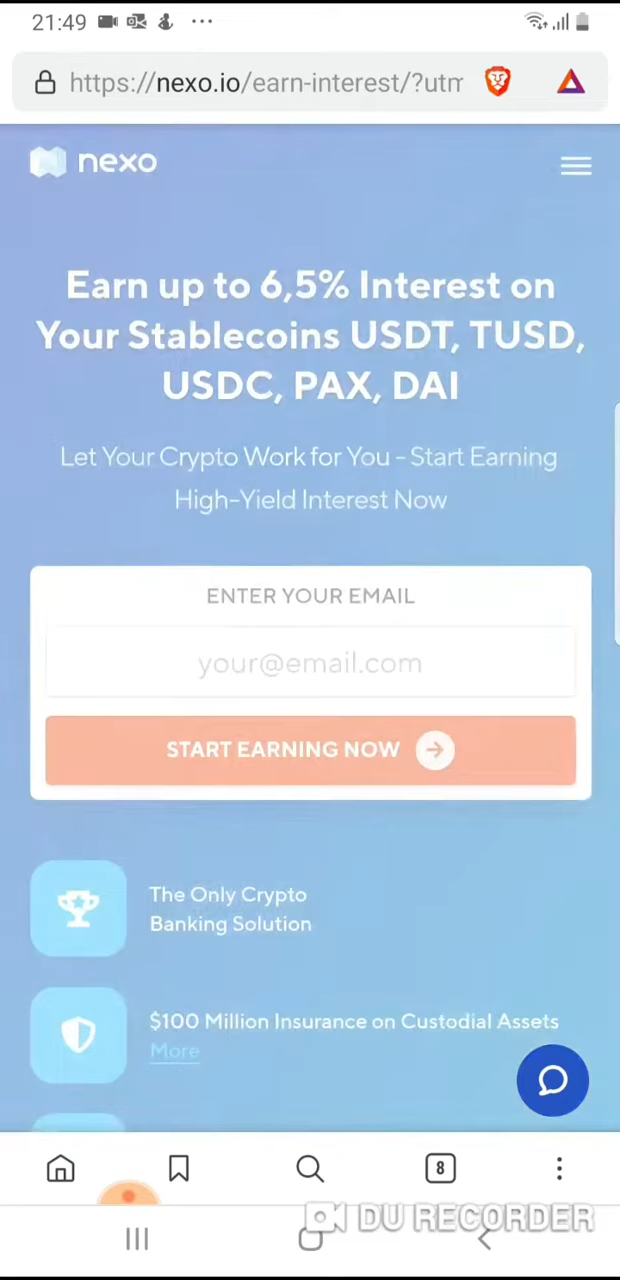 21:49
https://nexo.io/earn-interest/?utm
nexo
Earn up to 6,5% Interest on
Your Stablecoins USDT, TUSD,
USDC, PAX, DAI
Let Your Crypto Work for You - Start Earning
High-Yield Interest Now
ENTER YOUR EMAIL
your@email.com
START EARNING NOW
The Only Crypto
Banking Solution
$100 Million Insurance on Custodial Assets
More
8
DU RECORDER